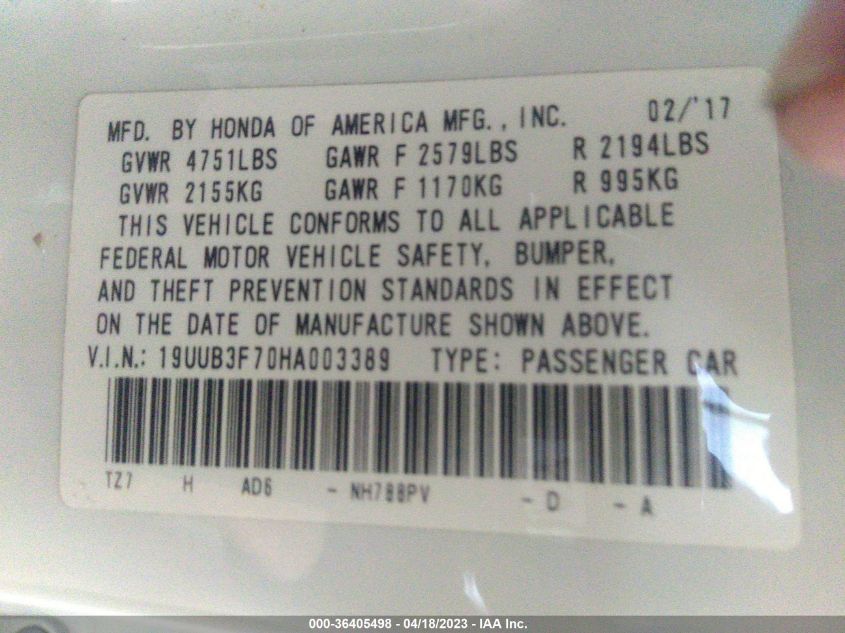 MFD. BY HONDA OF AMERICA MFG., INC. 02/'17
GVWR 4751LBS GAWR F 2579LBS R 2194LBS
GVWR 2155KG GAWR F 1170KG R 995KG
THIS VEHICLE CONFORMS TO ALL APPLICABLE
FEDERAL MOTOR VEHICLE SAFETY, BUMPER,
AND THEFT PREVENTION STANDARDS IN EFFECT
ON THE DATE OF MANUFACTURE SHOWN ABOVE.
V.I.N.: 19UUB3F70HA003389 TYPE: PASSENGER CAR
TZ7 H AD6 - NH788PV - D - A
000-36405498 - 04/18/2023 - IAA Inc.